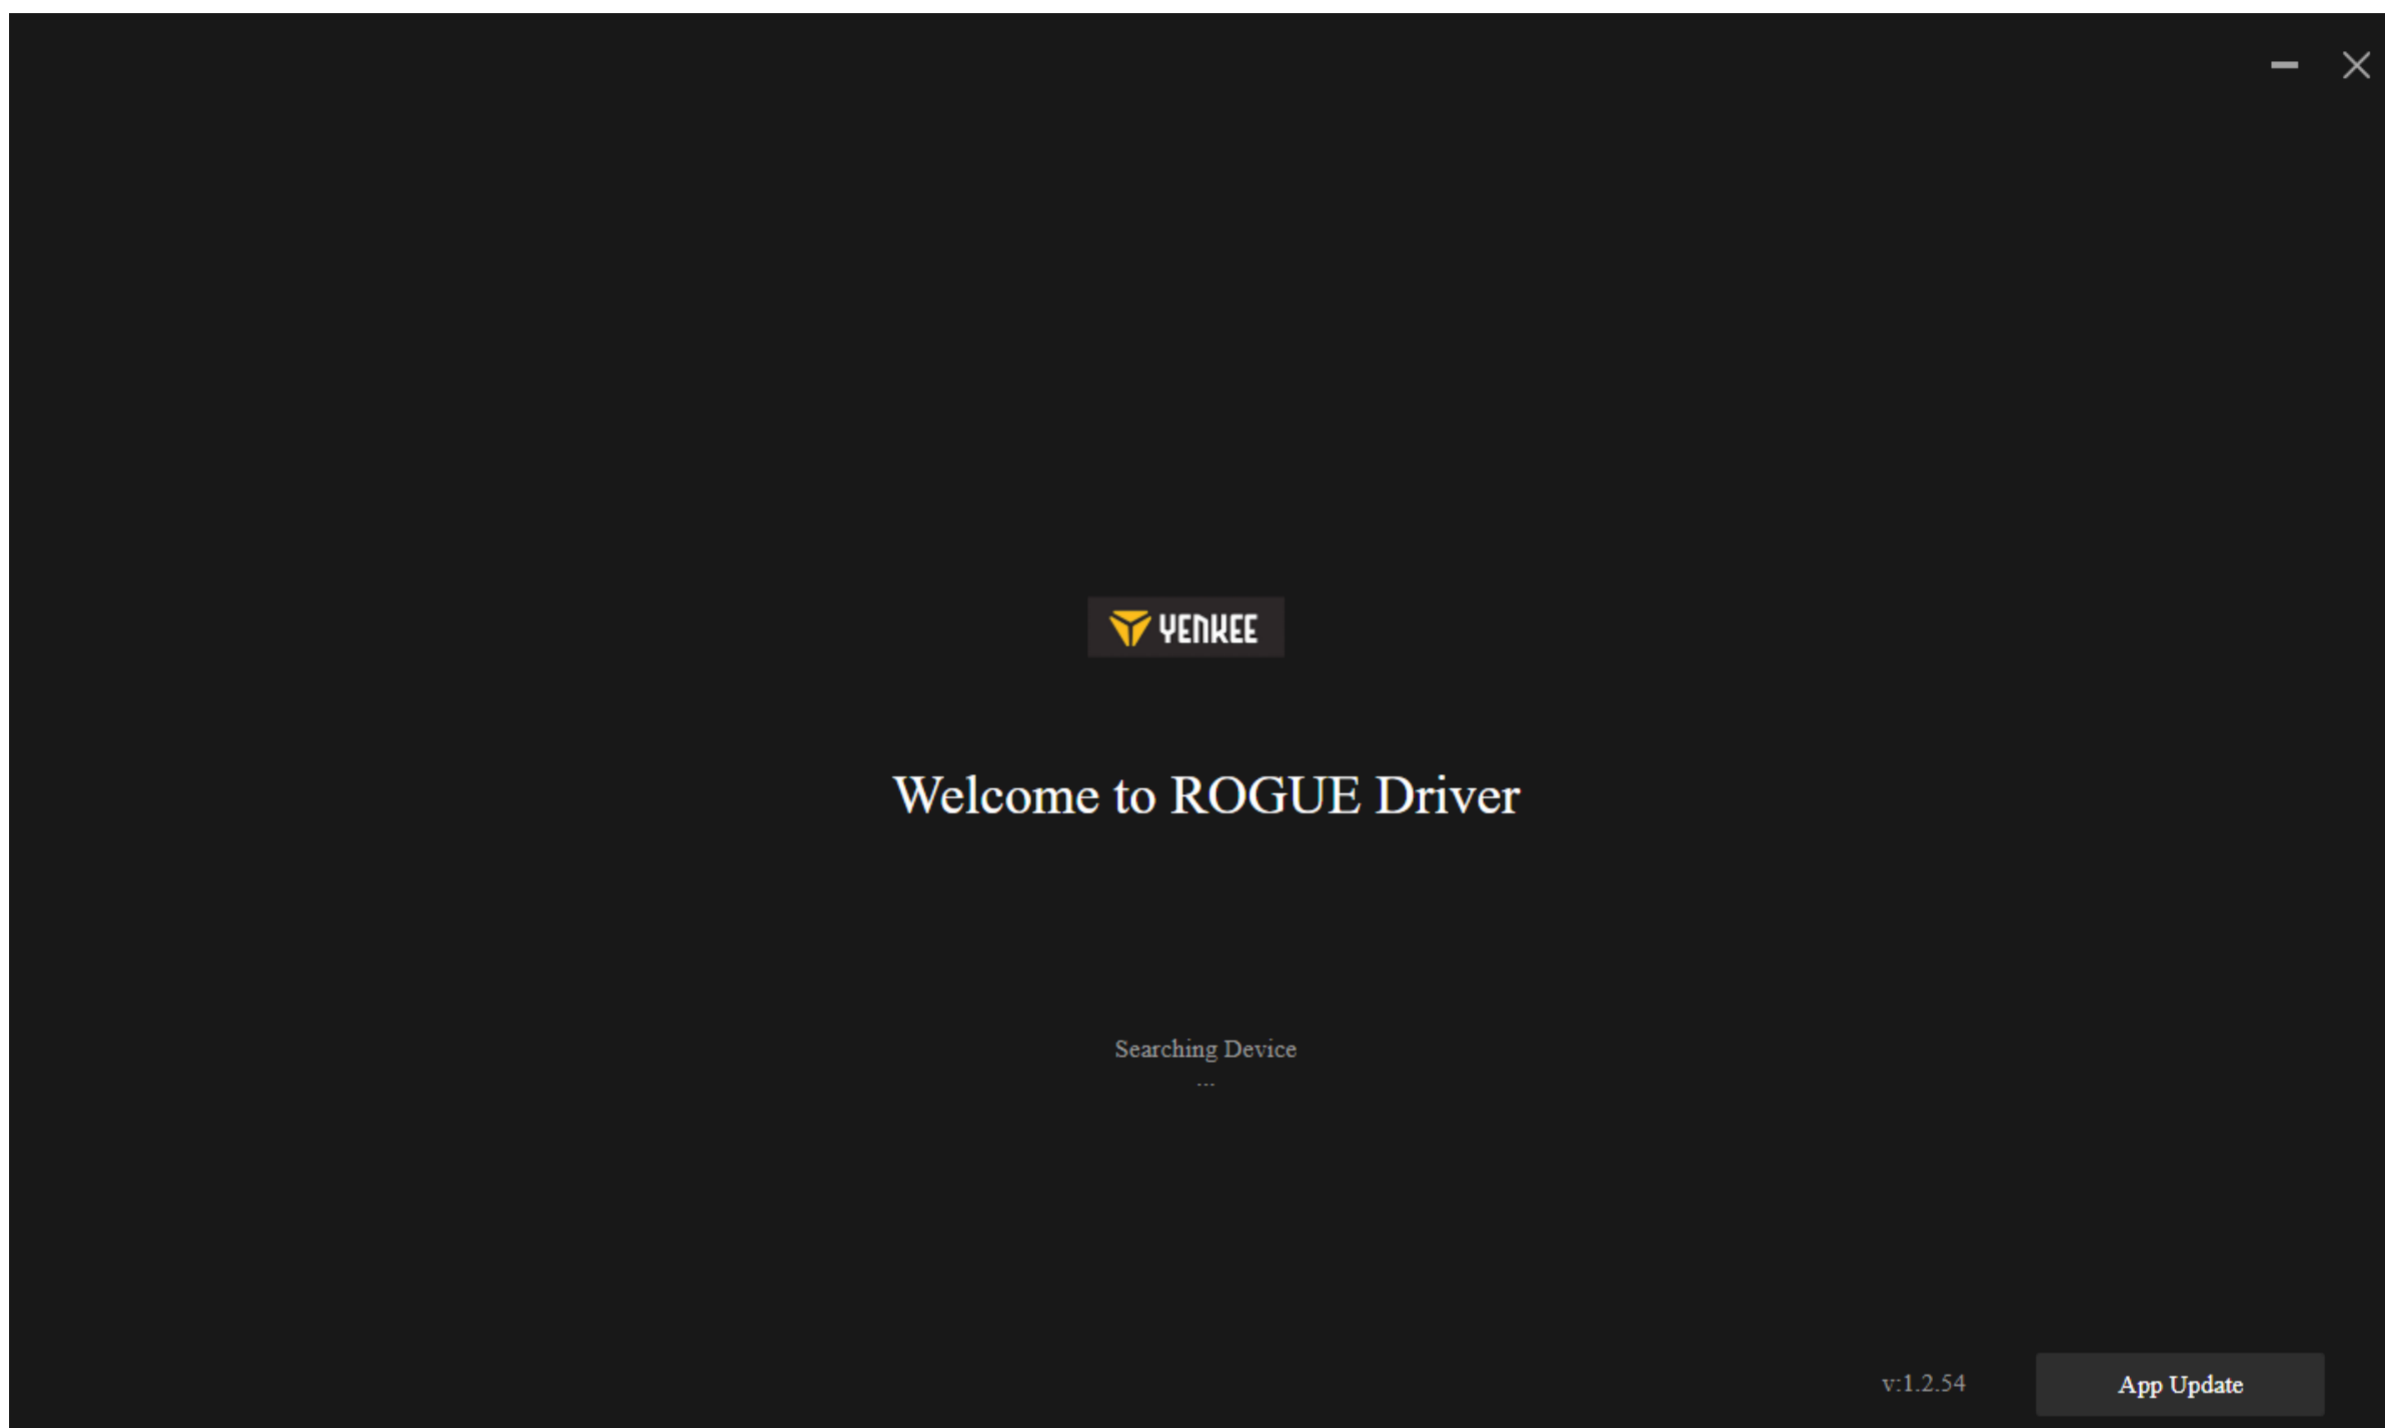 YENKEE
Welcome to ROGUE Driver
Searching Device
...
v:1.2.54
App Update